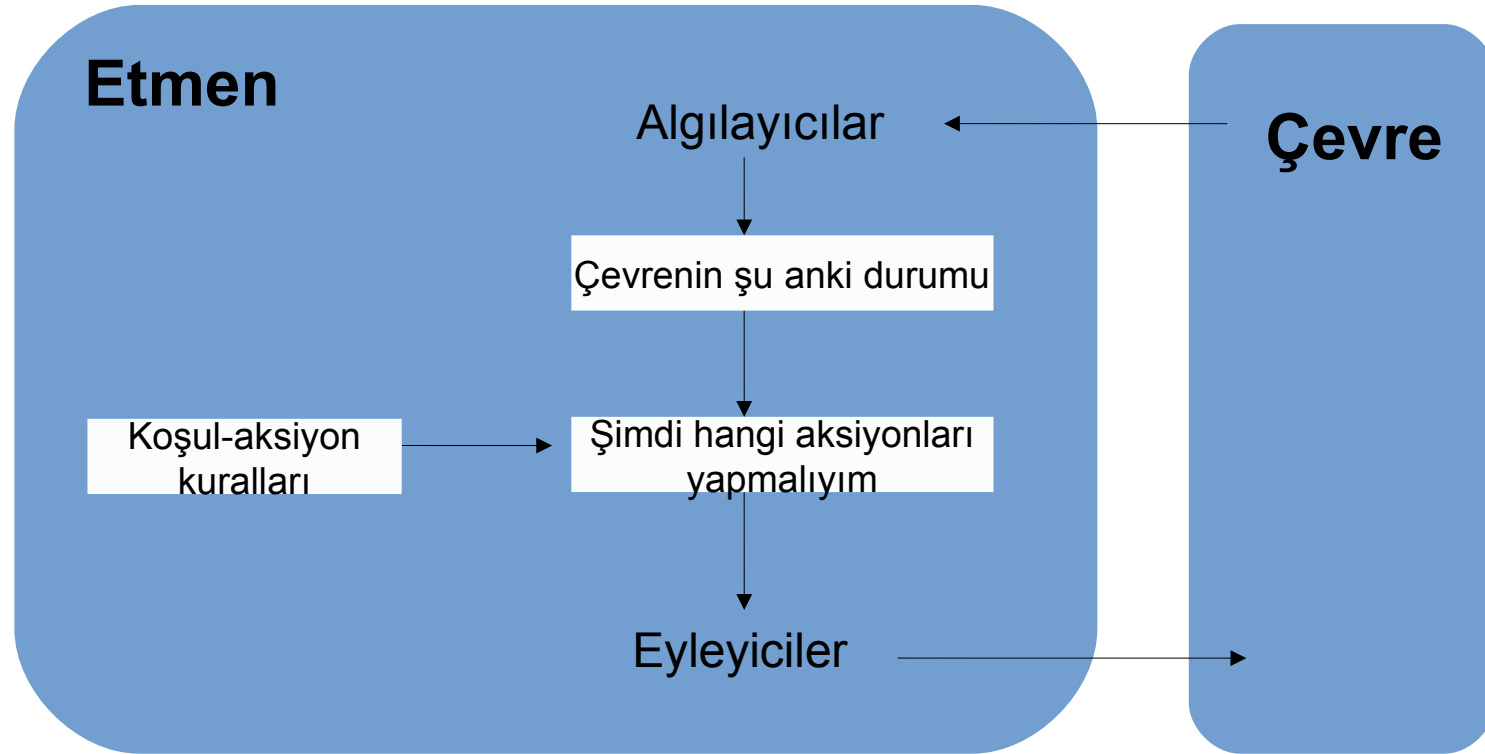 Etmen
Algılayıcılar
Çevre
Çevrenin şu anki durumu
Koşul-aksiyon
kuralları
Şimdi hangi aksiyonları
yapmalıyım
Eyleyiciler